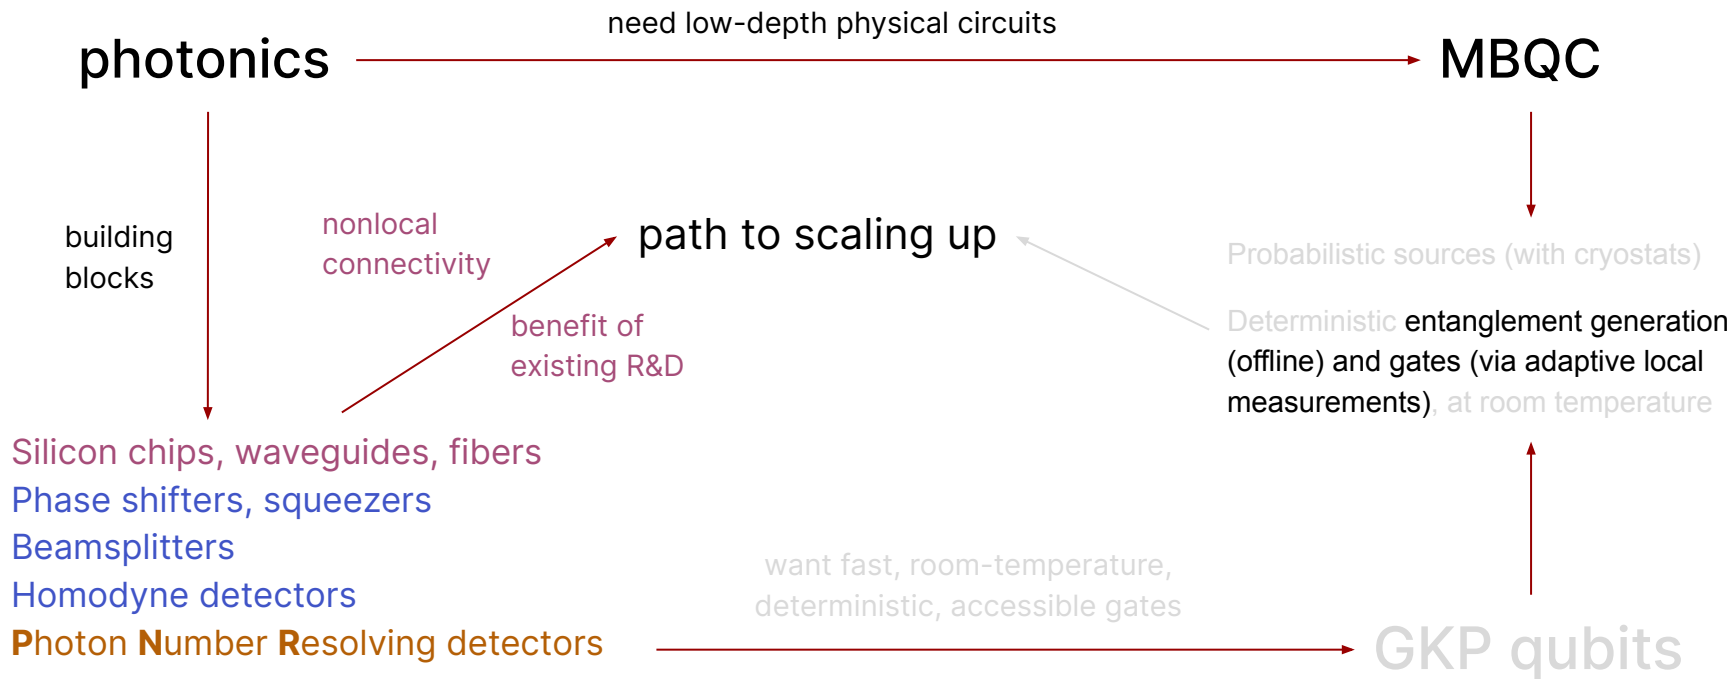 need low-depth physical circuits
photonics
MBQC
building
blocks
nonlocal
connectivity
path to scaling up
benefit of
existing R&D
Probabilistic sources (with cryostats)
Deterministic entanglement generation
(offline) and gates (via adaptive local
measurements), at room temperature
Silicon chips, waveguides, fibers
Phase shifters, squeezers
Beamsplitters
Homodyne detectors
Photon Number Resolving detectors
want fast, room-temperature,
deterministic, accessible gates
GKP qubits